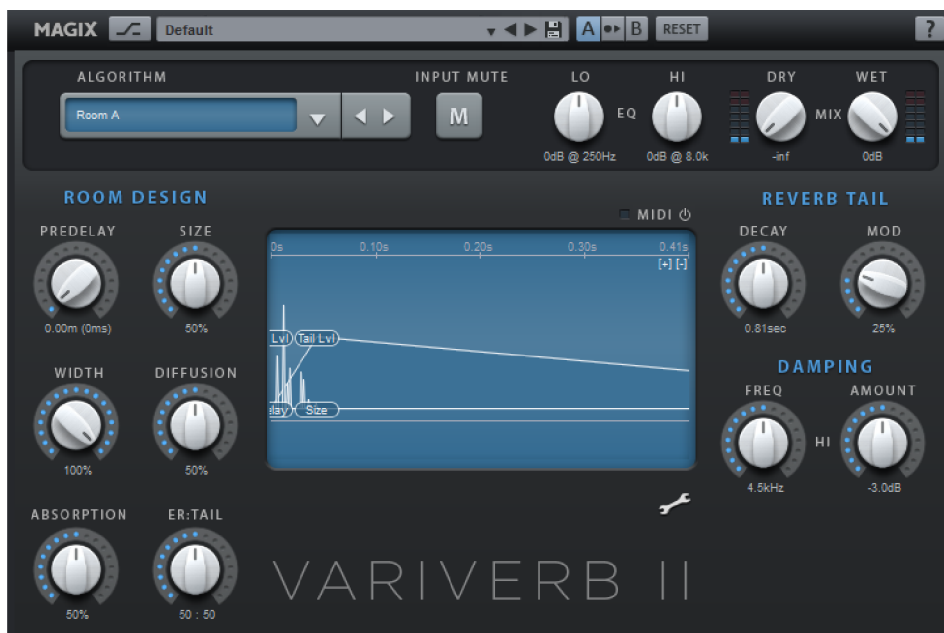 MAGIX Default A B RESET ?
ALGORITHM INPUT MUTE LO HI DRY WET
Room A M EQ MIX
0dB @ 250Hz 0dB @ 8.0k -inf 0dB
ROOM DESIGN REVERB TAIL
MIDI
PREDELAY SIZE DECAY MOD
0s 0.10s 0.20s 0.30s 0.41s
[+] [-]
0.00m (0ms) 50% 0.81sec 25%
Lvl Tail Lvl
WIDTH DIFFUSION DAMPING
FREQ AMOUNT
elay Size
HI
100% 50% 4.5kHz -3.0dB
ABSORPTION ER:TAIL
VARIVERB II
50% 50 : 50